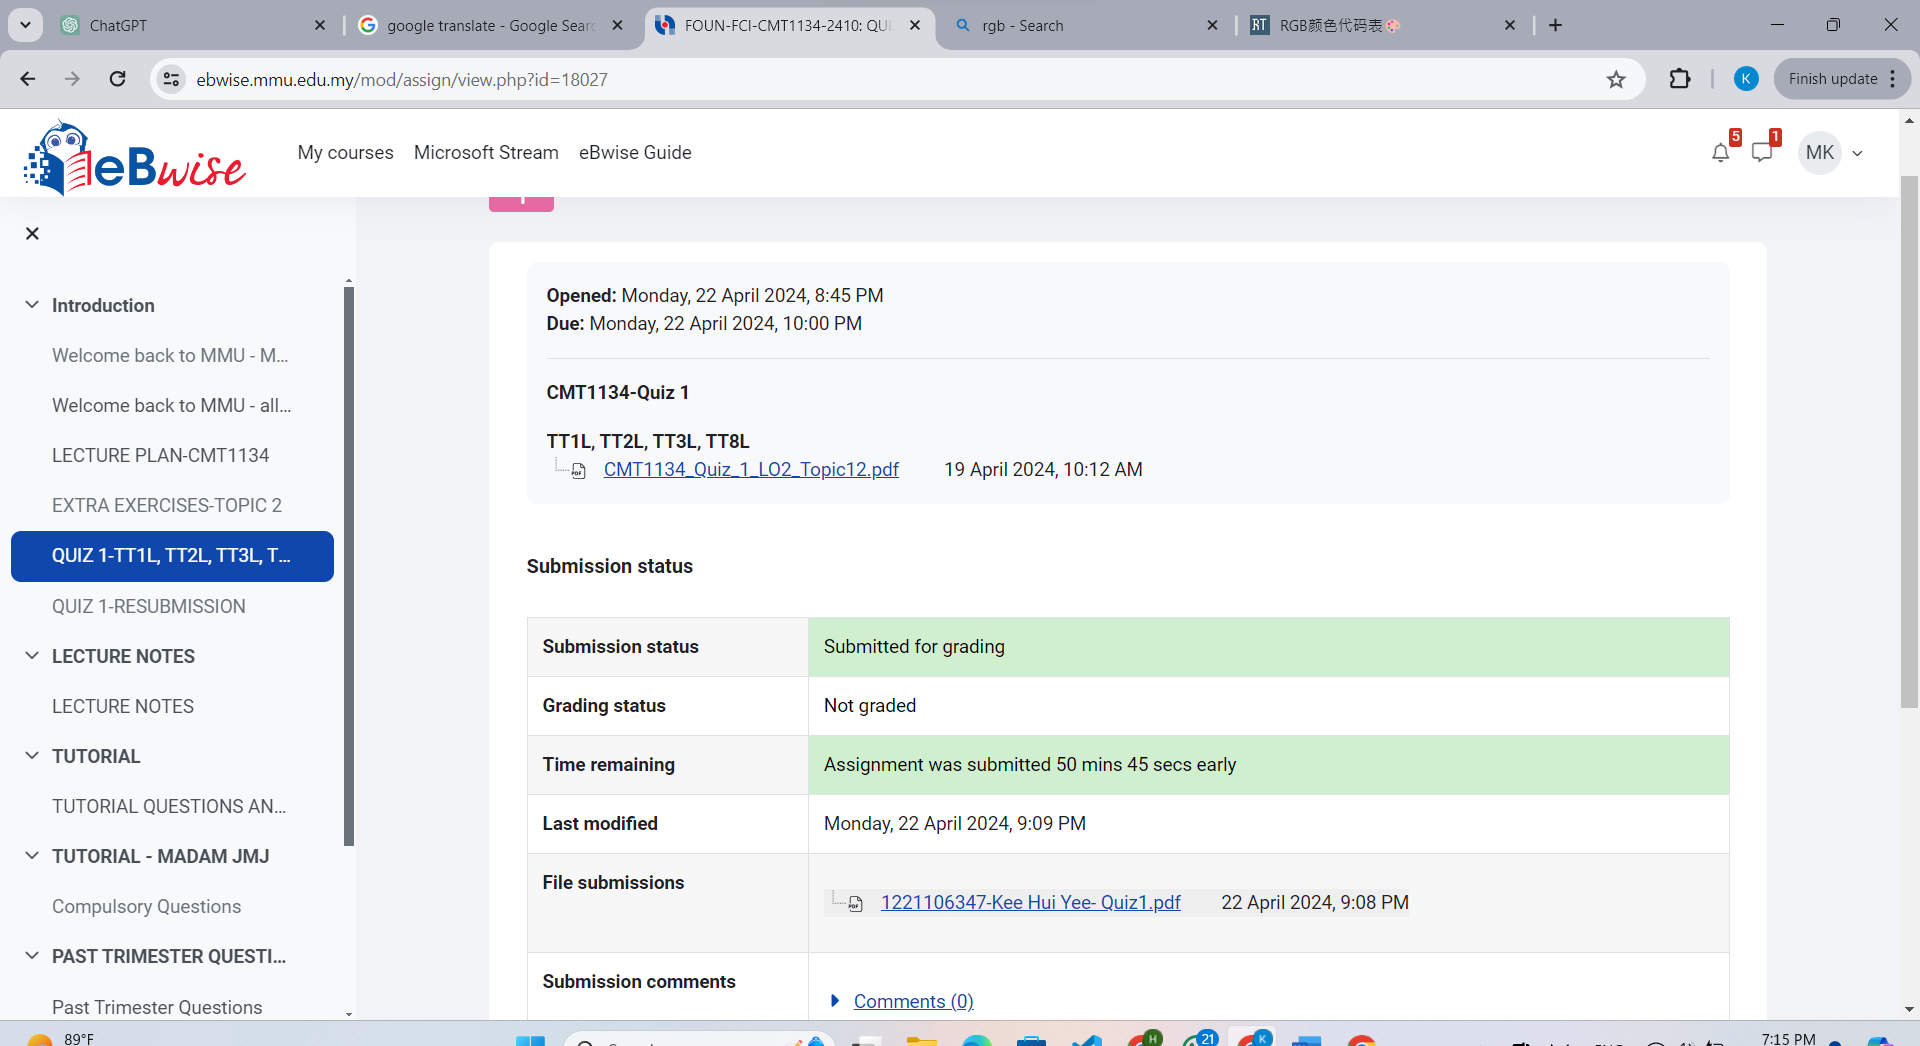 ChatGPT
google translate - Google Sear
FOUN-FCI-CMT1134-2410: QU
rgb - Search
RT
RGB颜色代码表🎨
ebwise.mmu.edu.my/mod/assign/view.php?id=18027
K
Finish update
eBwise
My courses
Microsoft Stream
eBwise Guide
5
1
MK
Introduction
Welcome back to MMU - M...
Welcome back to MMU - all...
LECTURE PLAN-CMT1134
EXTRA EXERCISES-TOPIC 2
QUIZ 1-TT1L, TT2L, TT3L, T...
QUIZ 1-RESUBMISSION
LECTURE NOTES
LECTURE NOTES
TUTORIAL
TUTORIAL QUESTIONS AN...
TUTORIAL - MADAM JMJ
Compulsory Questions
PAST TRIMESTER QUESTI...
Past Trimester Questions
Opened: Monday, 22 April 2024, 8:45 PM
Due: Monday, 22 April 2024, 10:00 PM
CMT1134-Quiz 1
TT1L, TT2L, TT3L, TT8L
CMT1134_Quiz_1_LO2_Topic12.pdf 19 April 2024, 10:12 AM
Submission status
Submission status Submitted for grading
Grading status Not graded
Time remaining Assignment was submitted 50 mins 45 secs early
Last modified Monday, 22 April 2024, 9:09 PM
File submissions 1221106347-Kee Hui Yee- Quiz1.pdf 22 April 2024, 9:08 PM
Submission comments Comments (0)
89°F
H
21
K
7:15 PM